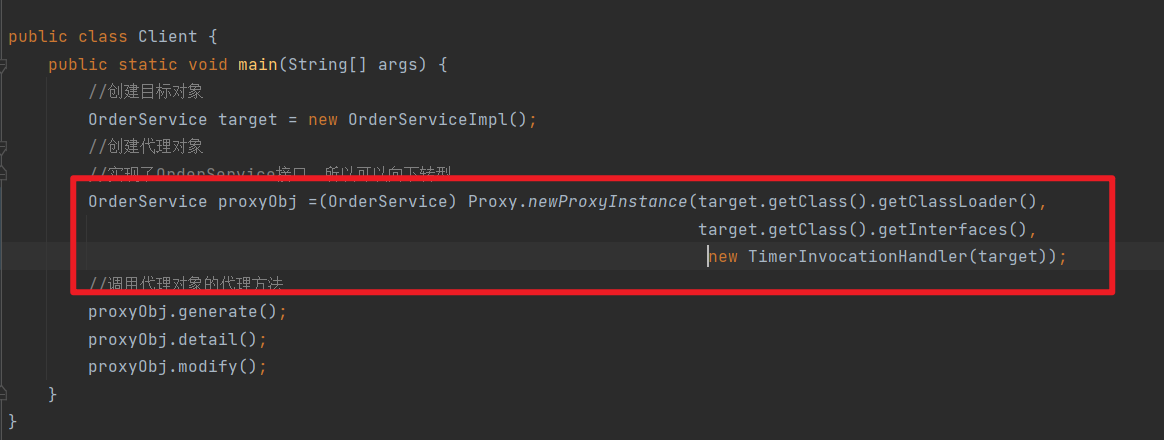 public class Client {
public static void main(String[] args) {
//创建目标对象
OrderService target = new OrderServiceImpl();
//创建代理对象
//实现了OrderService接口，所以可以向下转型
OrderService proxyObj =(OrderService) Proxy.newProxyInstance(target.getClass().getClassLoader(),
target.getClass().getInterfaces(),
new TimerInvocationHandler(target));
//调用代理对象的代理方法
proxyObj.generate();
proxyObj.detail();
proxyObj.modify();
}
}